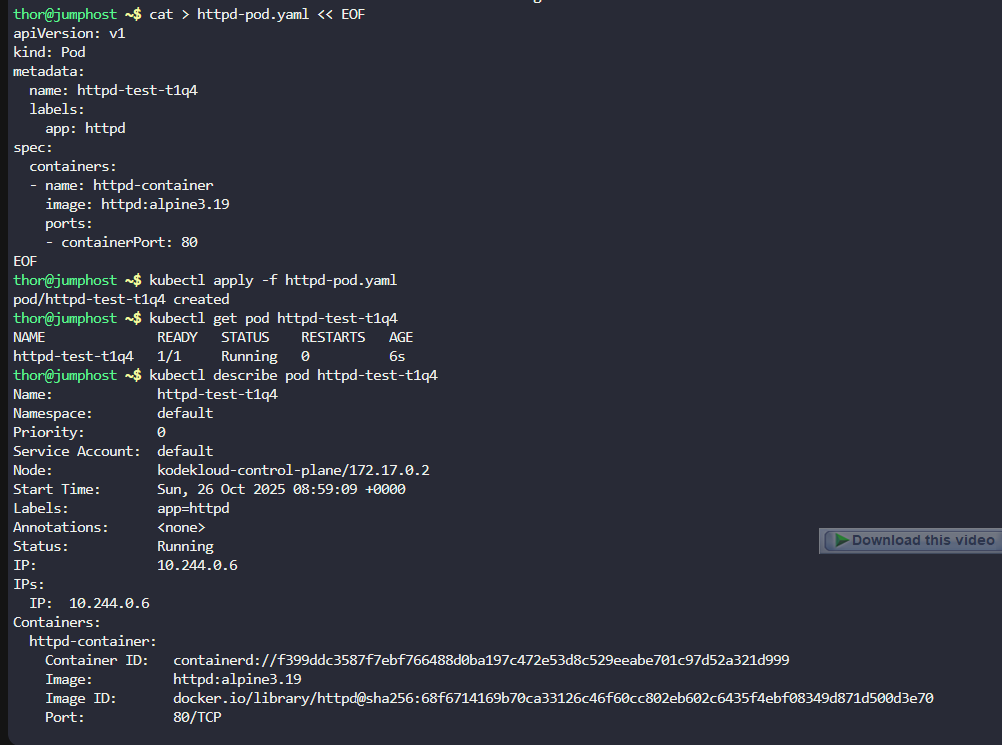 thor@jumphost ~$ cat > httpd-pod.yaml << EOF
apiVersion: v1
kind: Pod
metadata:
  name: httpd-test-t1q4
  labels:
    app: httpd
spec:
  containers:
  - name: httpd-container
    image: httpd:alpine3.19
    ports:
    - containerPort: 80
EOF
thor@jumphost ~$ kubectl apply -f httpd-pod.yaml
pod/httpd-test-t1q4 created
thor@jumphost ~$ kubectl get pod httpd-test-t1q4
NAME              READY   STATUS    RESTARTS   AGE
httpd-test-t1q4   1/1     Running   0          6s
thor@jumphost ~$ kubectl describe pod httpd-test-t1q4
Name:             httpd-test-t1q4
Namespace:        default
Priority:         0
Service Account:  default
Node:             kodekloud-control-plane/172.17.0.2
Start Time:       Sun, 26 Oct 2025 08:59:09 +0000
Labels:           app=httpd
Annotations:      <none>
Download this video
Status:           Running
IP:               10.244.0.6
IPs:
  IP:  10.244.0.6
Containers:
  httpd-container:
    Container ID:   containerd://f399ddc3587f7ebf766488d0ba197c472e53d8c529eeabe701c97d52a321d999
    Image:          httpd:alpine3.19
    Image ID:       docker.io/library/httpd@sha256:68f6714169b70ca33126c46f60cc802eb602c6435f4ebf08349d871d500d3e70
    Port:           80/TCP